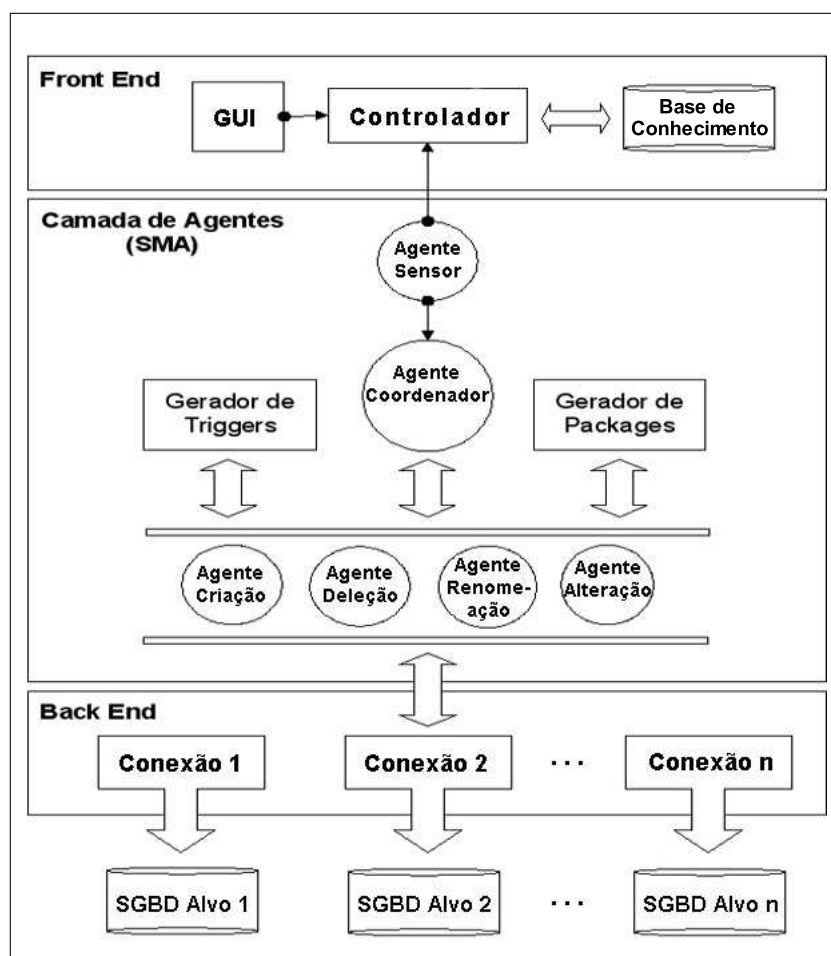 Front End
GUI
Controlador
Base de
Conhecimento
Camada de Agentes
(SMA)
Agente
Sensor
Agente
Coordenador
Gerador de
Triggers
Gerador de
Packages
Agente
Criação
Agente
Deleção
Agente
Renome-
ação
Agente
Alteração
Back End
Conexão 1
Conexão 2
...
Conexão n
SGBD Alvo 1
SGBD Alvo 2
...
SGBD Alvo n